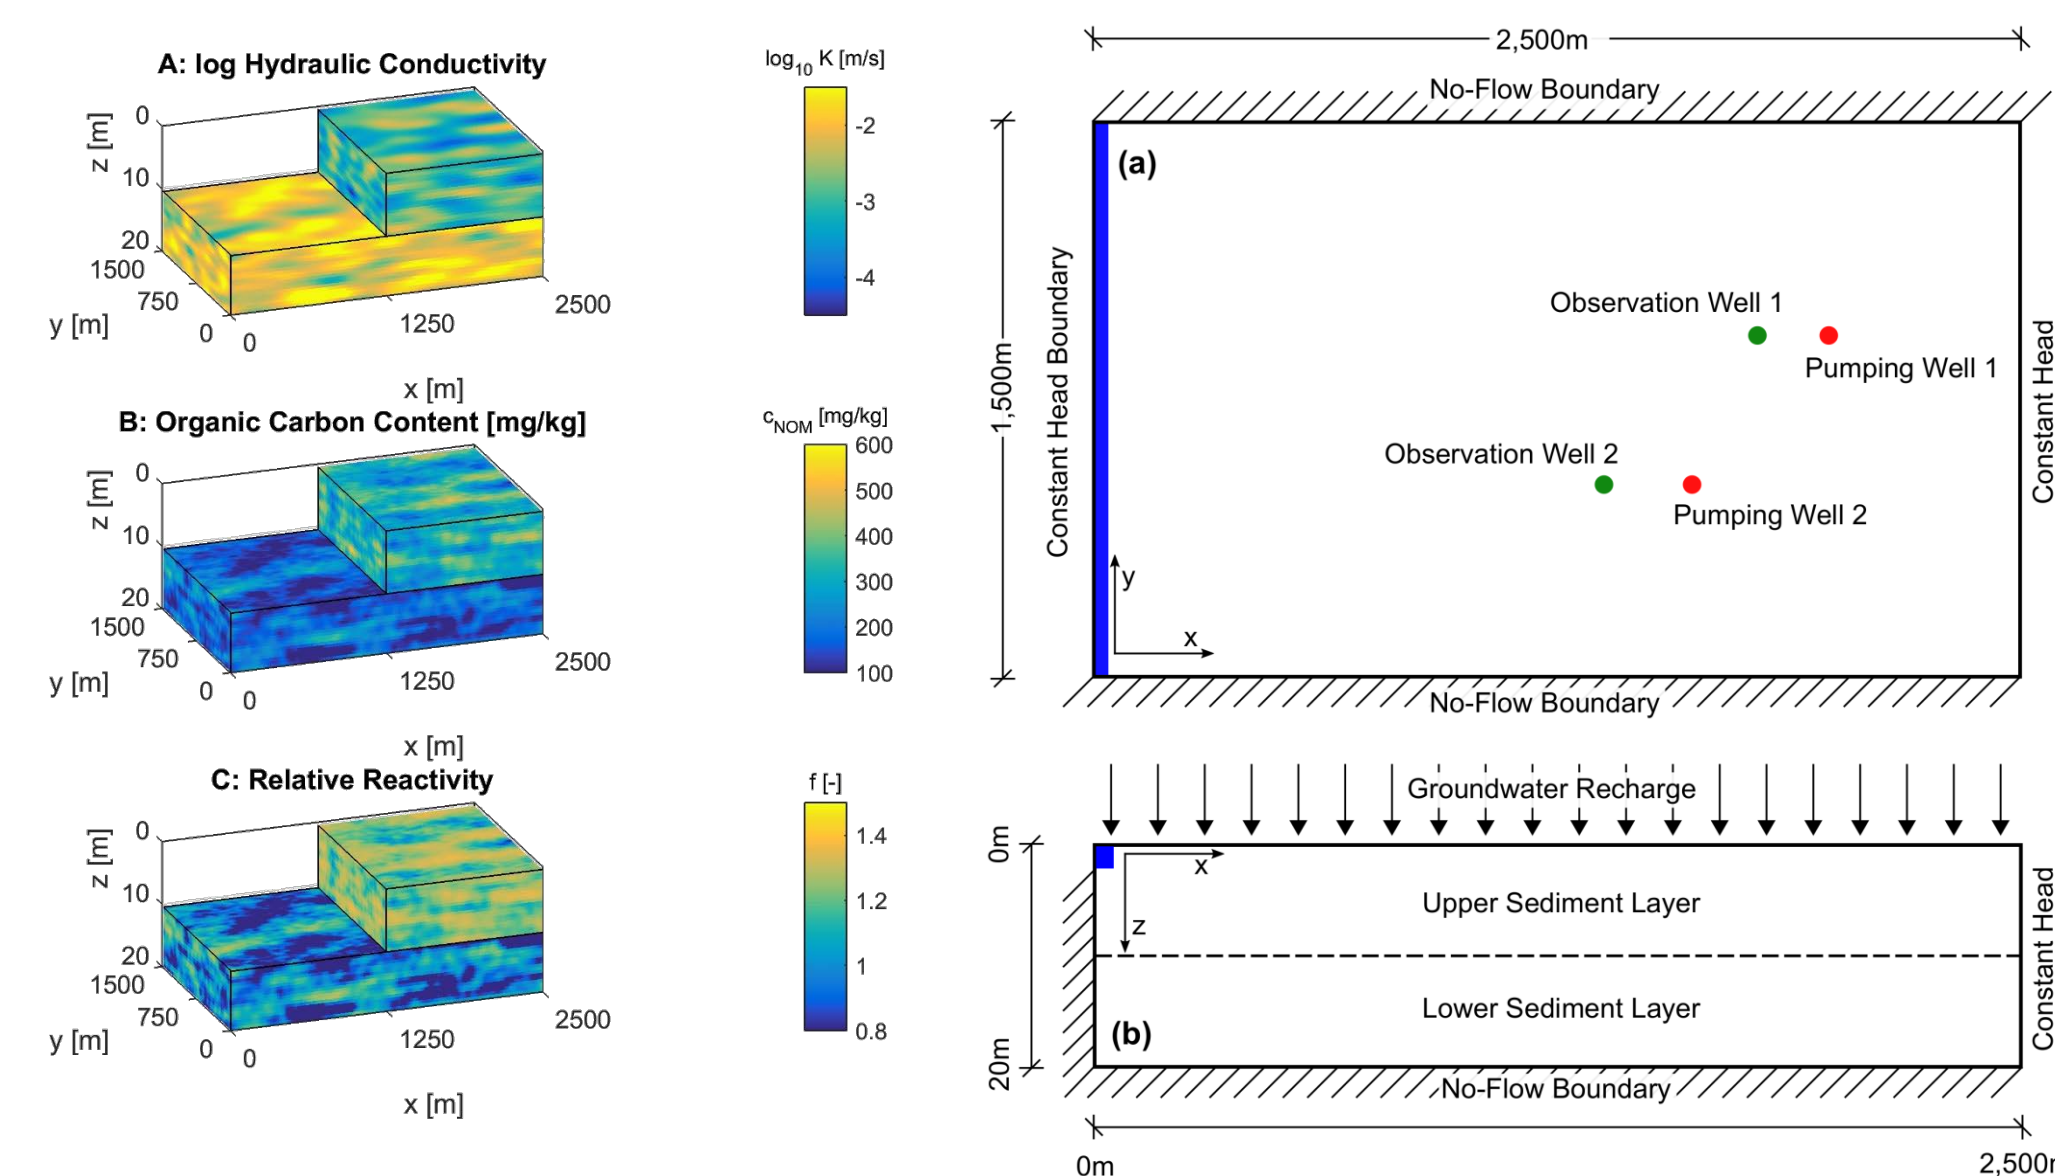 A: log Hydraulic Conductivity
log10 K [m/s]
0
10
20
z [m]
1500
750
0
y [m]
0
1250
2500
x [m]
-2
-3
-4
B: Organic Carbon Content [mg/kg]
cNOM [mg/kg]
0
10
20
z [m]
1500
750
0
y [m]
0
1250
2500
x [m]
600
500
400
300
200
100
C: Relative Reactivity
f [-]
0
10
20
z [m]
1500
750
0
y [m]
0
1250
2500
x [m]
1.4
1.2
1
0.8
2,500m
No-Flow Boundary
(a)
1,500m
Constant Head Boundary
Observation Well 1
Pumping Well 1
Observation Well 2
Pumping Well 2
Constant Head
y
x
No-Flow Boundary
Groundwater Recharge
0m
x
z
Upper Sediment Layer
Lower Sediment Layer
(b)
20m
Constant Head
No-Flow Boundary
0m
2,500m